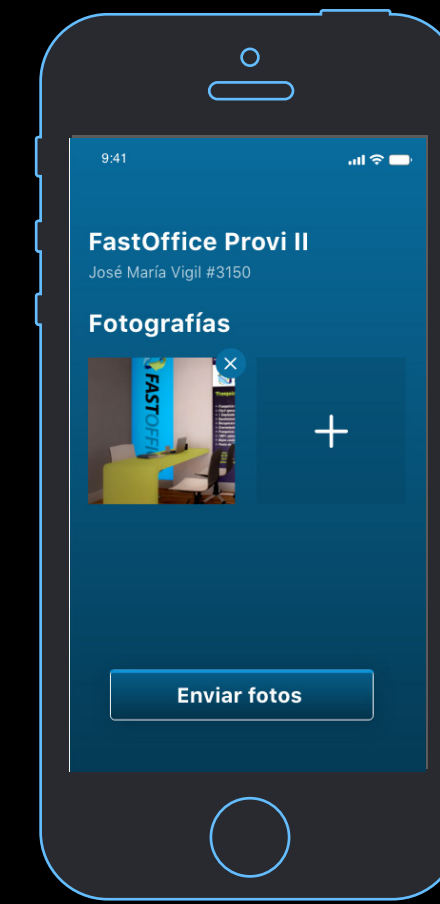 9:41
FastOffice Provi II
José María Vigil #3150
Fotografías
FASTOFFI
Enviar fotos